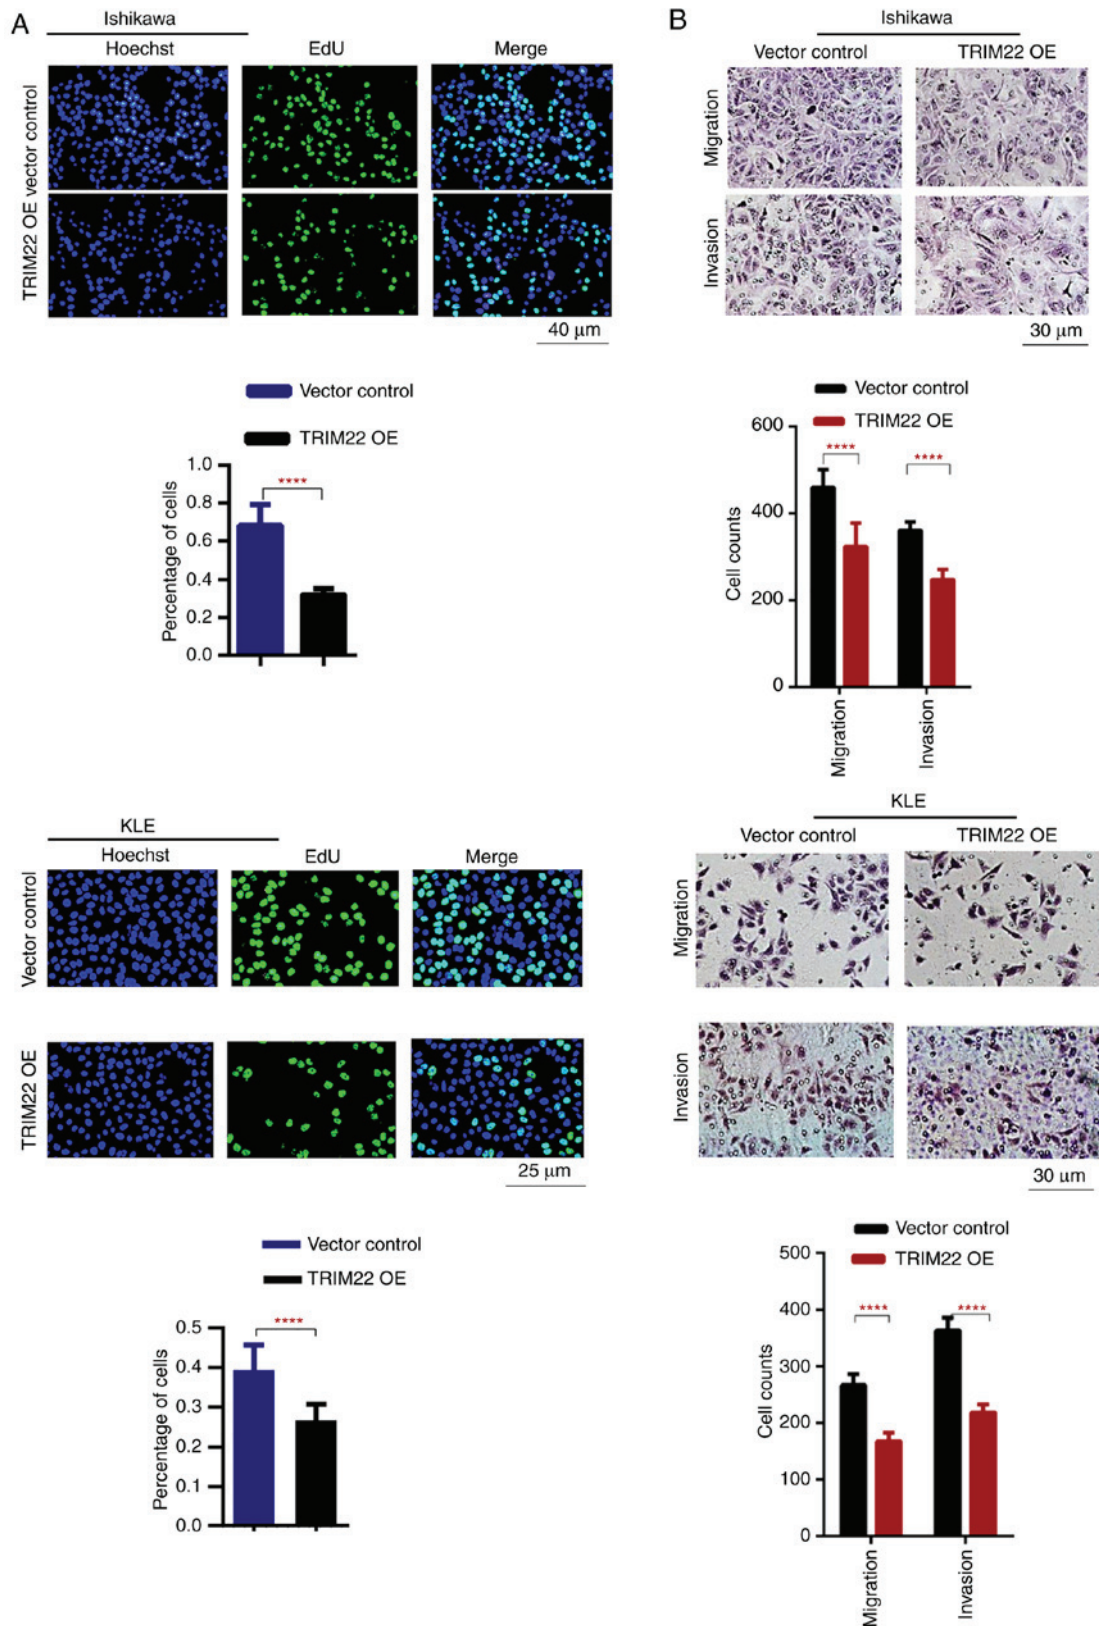 A
Ishikawa
Hoechst EdU Merge
vector control
TRIM22 OE
40 μm
Vector control
TRIM22 OE
1.0
0.8
0.6
0.4
0.2
0.0
Percentage of cells
****
KLE
Hoechst EdU Merge
Vector control
TRIM22 OE
25 μm
Vector control
TRIM22 OE
0.5
0.4
0.3
0.2
0.1
0.0
Percentage of cells
****
B
Ishikawa
Vector control TRIM22 OE
Migration
Invasion
30 μm
Vector control
TRIM22 OE
600
400
200
0
Cell counts
**** ****
Migration
Invasion
KLE
Vector control TRIM22 OE
Migration
Invasion
30 μm
Vector control
TRIM22 OE
500
400
300
200
100
0
Cell counts
**** ****
Migration
Invasion